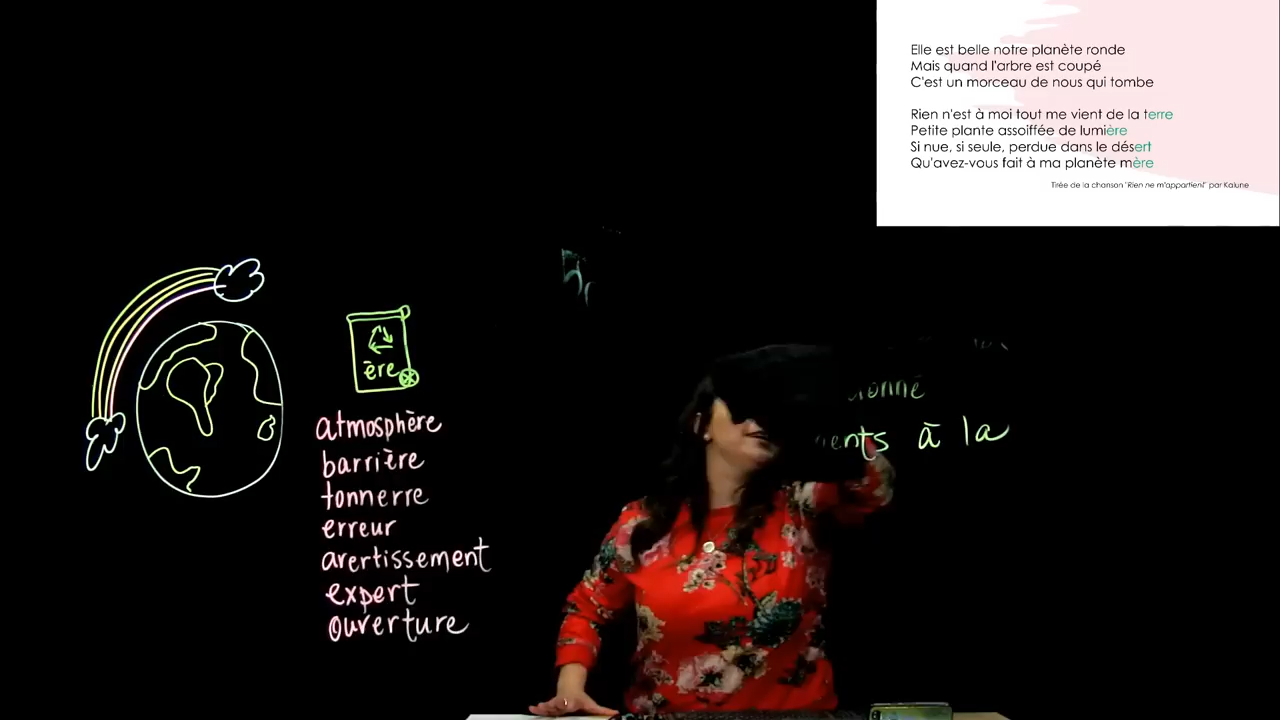 Elle est belle notre planète ronde
Mais quand l'arbre est coupé
C'est un morceau de nous qui tombe
Rien n'est à moi tout me vient de la terre
Petite plante assoiffée de lumière
Si nue, si seule, perdue dans le désert
Qu'avez-vous fait à ma planète mère
Tirée de la chanson "Rien ne m'appartient" par Kalune
ère
atmosphère
barrière
tonnerre
erreur
avertissement
expert
ouverture
à la